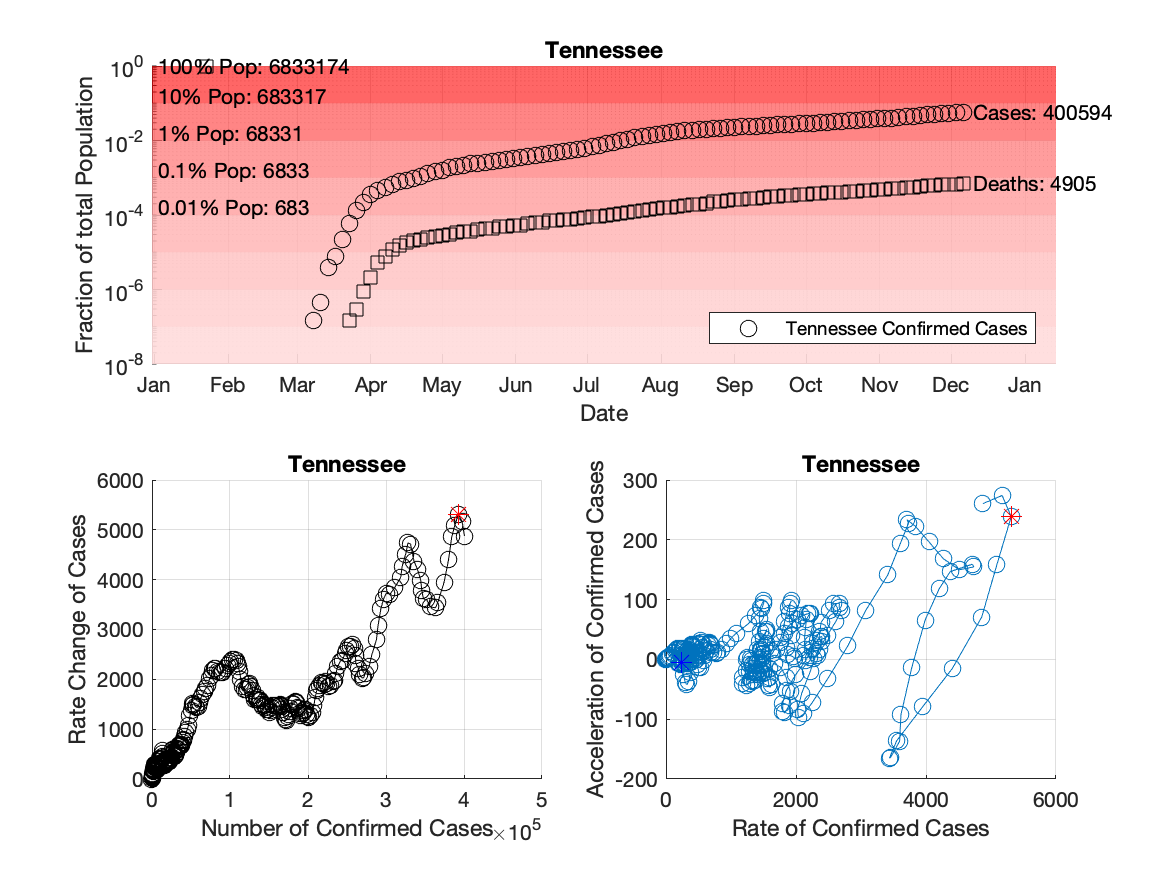 Tennessee
Fraction of total Population
10^0
10^-2
10^-4
10^-6
10^-8
100% Pop: 6833174
10% Pop: 683317
1% Pop: 68331
0.1% Pop: 6833
0.01% Pop: 683
Cases: 400594
Deaths: 4905
Tennessee Confirmed Cases
Jan Feb Mar Apr May Jun Jul Aug Sep Oct Nov Dec Jan
Date
Tennessee
Rate Change of Cases
6000
5000
4000
3000
2000
1000
0
0 1 2 3 4 5
Number of Confirmed Cases ×10^5
Tennessee
Acceleration of Confirmed Cases
300
200
100
0
-100
-200
0 2000 4000 6000
Rate of Confirmed Cases